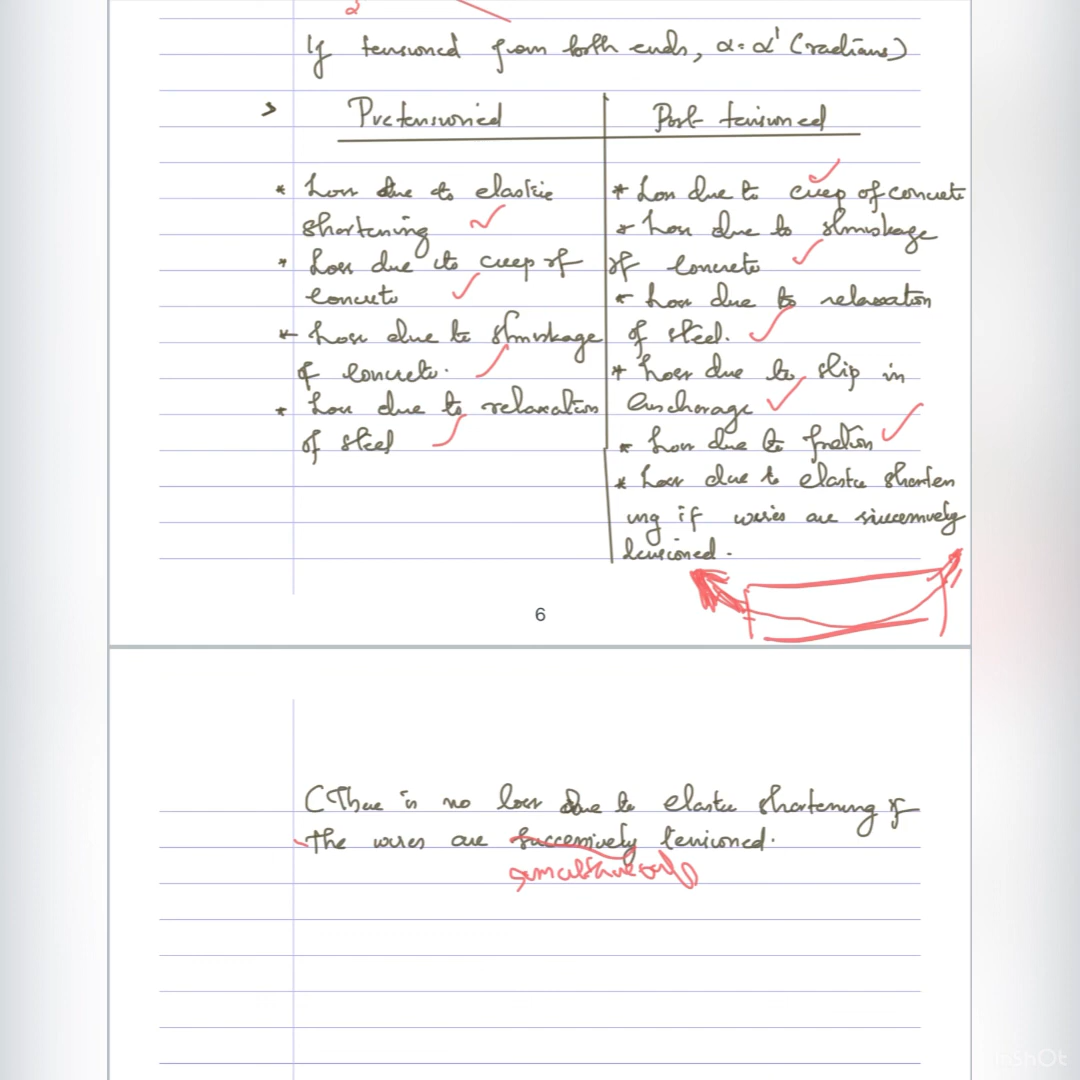 α
If tensioned from both ends, α = α' (radians)
> Pretensioned
* Loss due to elastic
shortening
* Loss due to creep of
concrete
* Loss due to shrinkage
of concrete.
* Loss due to relaxation
of steel
Post tensioned
* Loss due to creep of concrete
* Loss due to shrinkage
of concrete
* Loss due to relaxation
of steel.
* Loss due to slip in
anchorage
* Loss due to friction
* Loss due to elastic shorten
ing if wires are successively
tensioned.
6
(There is no loss due to elastic shortening if
the wires are successively tensioned.
simultaneously